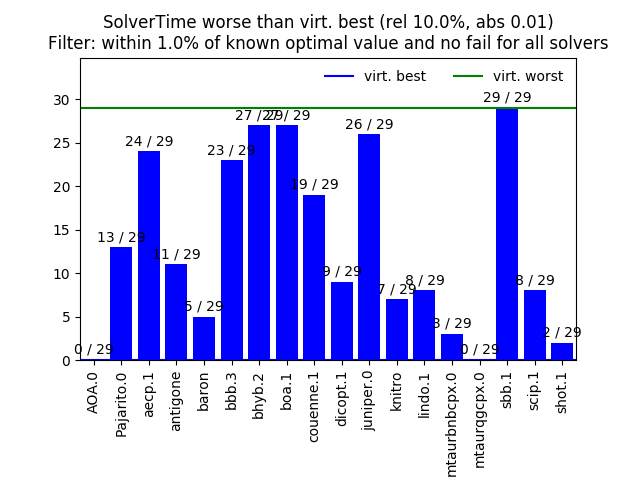 SolverTime worse than virt. best (rel 10.0%, abs 0.01)
Filter: within 1.0% of known optimal value and no fail for all solvers
virt. best
virt. worst
30
25
20
15
10
5
0
0 / 29
13 / 29
24 / 29
11 / 29
5 / 29
23 / 29
27 / 29
27 / 29
19 / 29
9 / 29
26 / 29
7 / 29
8 / 29
3 / 29
0 / 29
29 / 29
8 / 29
2 / 29
AOA.0
Pajarito.0
aecp.1
antigone
baron
bbb.3
bhyb.2
boa.1
couenne.1
dicopt.1
juniper.0
knitro
lindo.1
mtaurbnbcpx.0
mtaurqgcpx.0
sbb.1
scip.1
shot.1